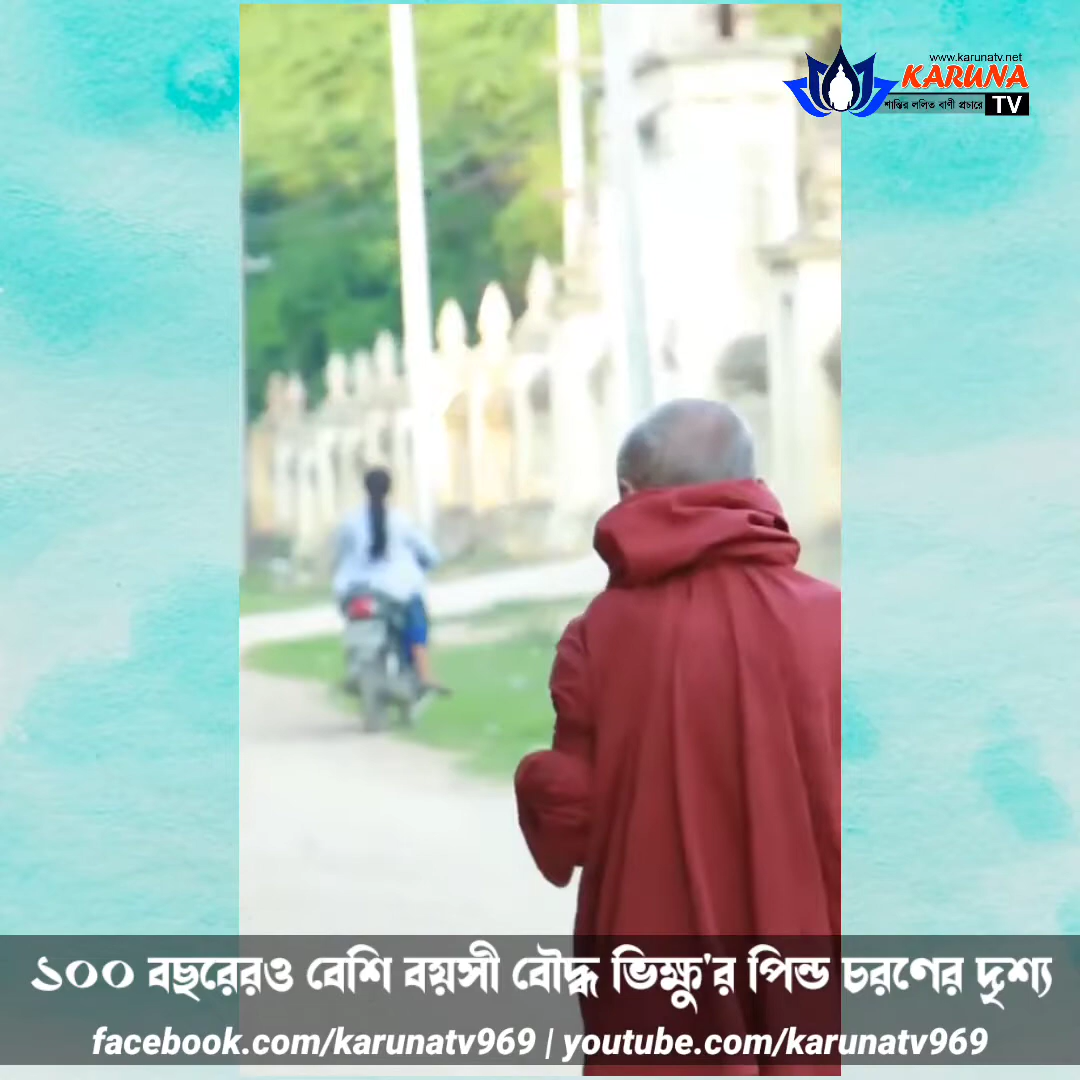 www.karunatv.net
KARUNA
শান্তির ললিত বাণী প্রচারে TV
১০০ বছরেরও বেশি বয়সী বৌদ্ধ ভিক্ষু'র পিন্ড চরণের দৃশ্য
facebook.com/karunatv969 | youtube.com/karunatv969